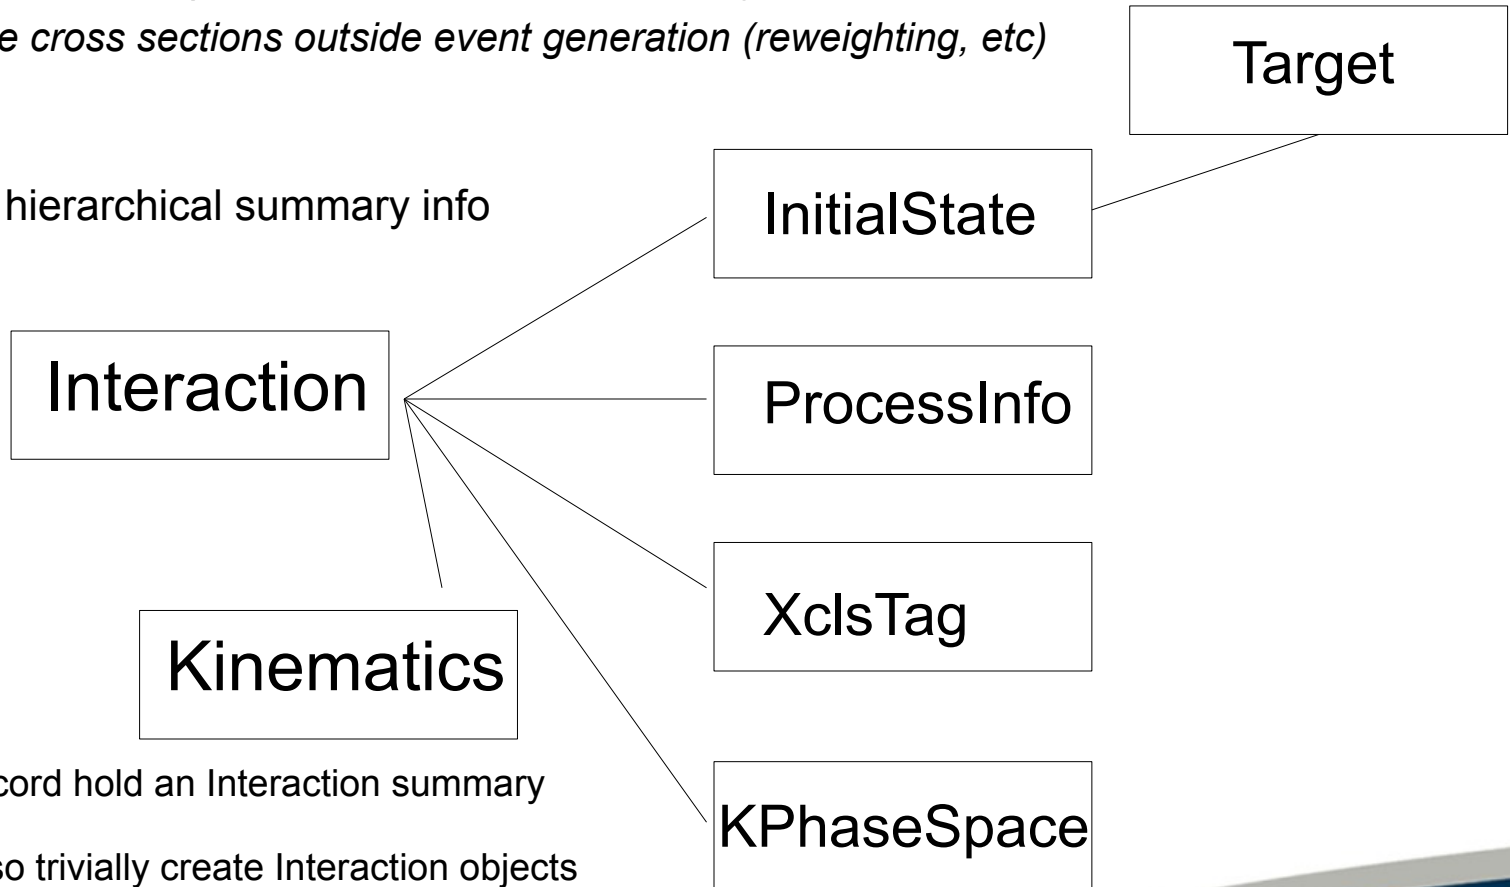 e cross sections outside event generation (reweighting, etc)
Target
hierarchical summary info
InitialState
Interaction
ProcessInfo
XclsTag
Kinematics
cord hold an Interaction summary
KPhaseSpace
so trivially create Interaction objects